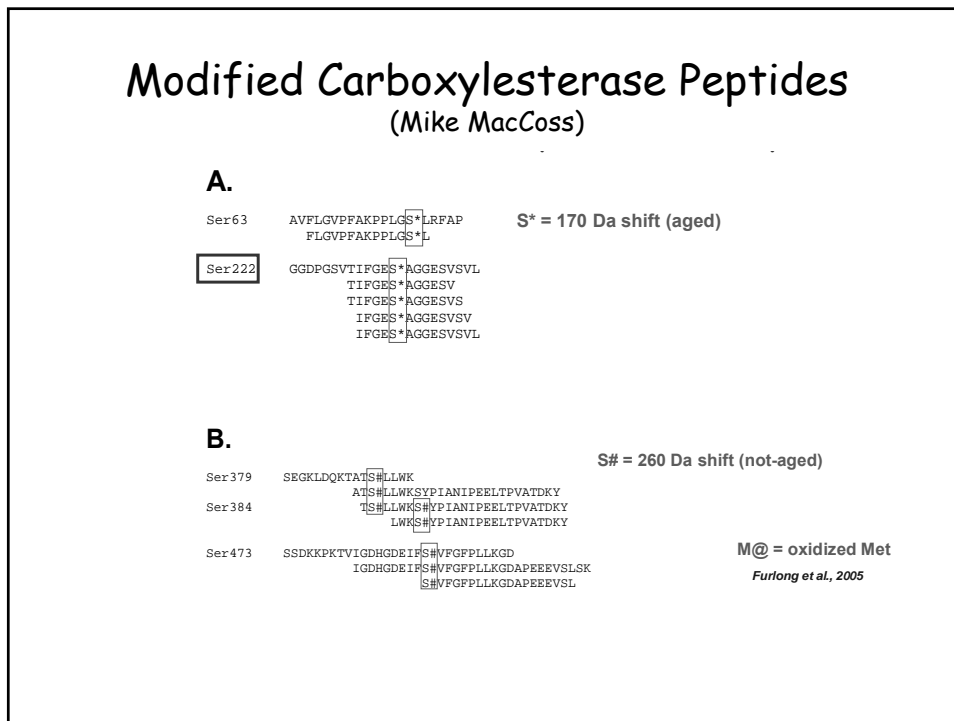 Modified Carboxylesterase Peptides
(Mike MacCoss)
A.
Ser63 AVFLGVPFAKPPLGS*LRFAP S* = 170 Da shift (aged)
FLGVPFAKPPLGS*L
Ser222 GGDPGSVTIFGES*AGGESVSVL
TIFGES*AGGESV
TIFGES*AGGESVS
IFGES*AGGESVSV
IFGES*AGGESVSVL
B.
S# = 260 Da shift (not-aged)
Ser379 SEGKLDQKTATS#LLWK
ATS#LLWKSYPIANIPEELTPVATDKY
Ser384 TS#LLWKS#YPIANIPEELTPVATDKY
LWKS#YPIANIPEELTPVATDKY
Ser473 SSDKKPKTVIGDHGDEIFS#VFGFPLLKGD M@ = oxidized Met
IGDHGDEIFS#VFGFPLLKGDAPEEEVSLSK
S#VFGFPLLKGDAPEEEVSL
Furlong et al., 2005